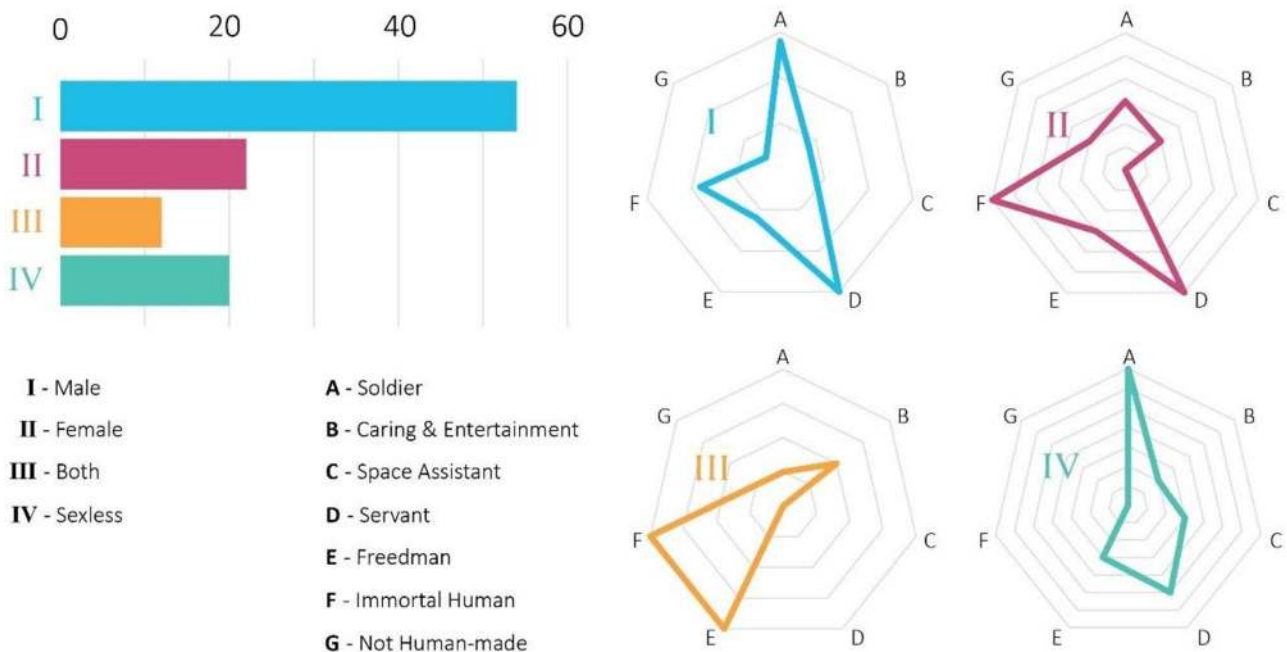 0 20 40 60
I
II
III
IV
I - Male
II - Female
III - Both
IV - Sexless
A - Soldier
B - Caring & Entertainment
C - Space Assistant
D - Servant
E - Freedman
F - Immortal Human
G - Not Human-made
A
G B
I
F C
E D
A
G B
II
F C
E D
A
G B
III
F C
E D
A
G B
IV
F C
E D